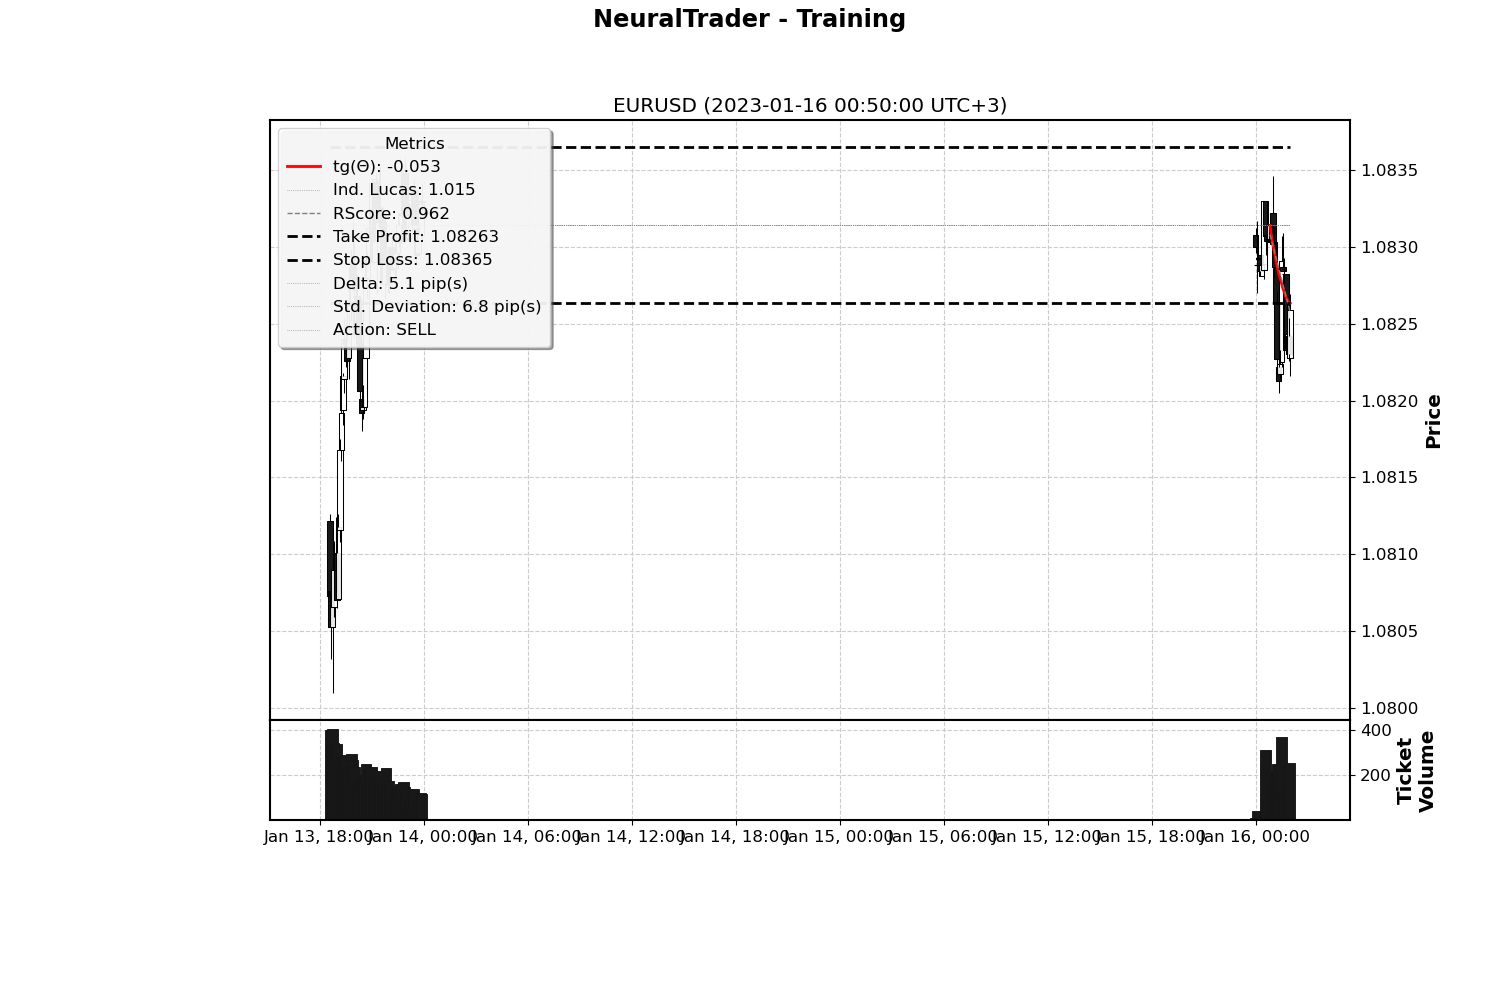 NeuralTrader - Training
EURUSD (2023-01-16 00:50:00 UTC+3)
Metrics
tg(Θ): -0.053
Ind. Lucas: 1.015
RScore: 0.962
Take Profit: 1.08263
Stop Loss: 1.08365
Delta: 5.1 pip(s)
Std. Deviation: 6.8 pip(s)
Action: SELL
1.0835
1.0830
1.0825
1.0820
1.0815
1.0810
1.0805
1.0800
Price
400
200
Ticket
Volume
Jan 13, 18:00
Jan 14, 00:00
Jan 14, 06:00
Jan 14, 12:00
Jan 14, 18:00
Jan 15, 00:00
Jan 15, 06:00
Jan 15, 12:00
Jan 15, 18:00
Jan 16, 00:00